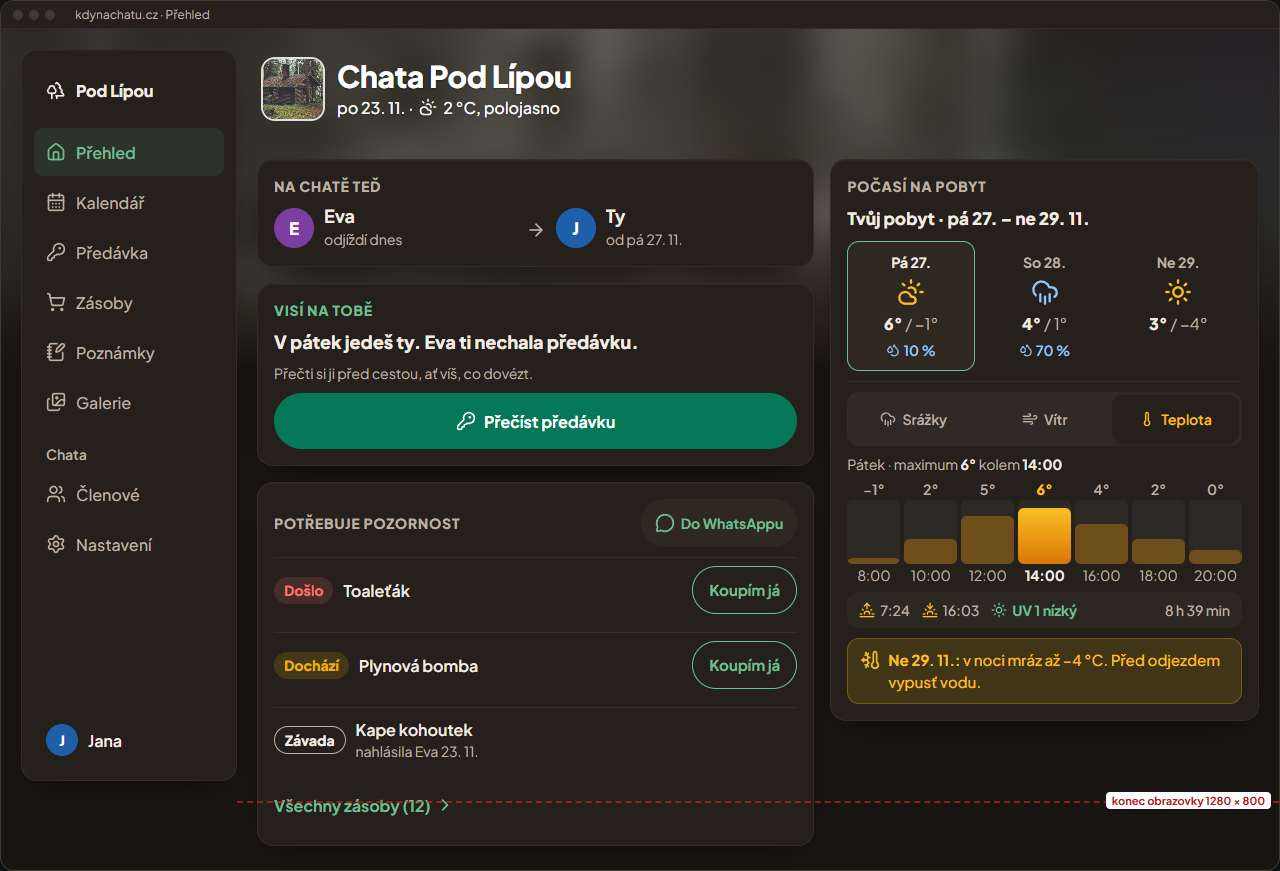 kdynachatu.cz · Přehled
Pod Lípou
Přehled
Kalendář
Předávka
Zásoby
Poznámky
Galerie
Chata
Členové
Nastavení
J Jana
Chata Pod Lípou
po 23. 11. · 2 °C, polojasno
NA CHATĚ TEĎ
E Eva
odjíždí dnes
→
J Ty
od pá 27. 11.
VISÍ NA TOBĚ
V pátek jedeš ty. Eva ti nechala předávku.
Přečti si ji před cestou, ať víš, co dovézt.
Přečíst předávku
POTŘEBUJE POZORNOST
Do WhatsAppu
Došlo Toaleťák Koupím já
Dochází Plynová bomba Koupím já
Závada Kape kohoutek
nahlásila Eva 23. 11.
Všechny zásoby (12)
POČASÍ NA POBYT
Tvůj pobyt · pá 27. – ne 29. 11.
Pá 27. So 28. Ne 29.
6° / −1° 4° / 1° 3° / −4°
10 % 70 %
Srážky Vítr Teplota
Pátek · maximum 6° kolem 14:00
−1° 2° 5° 6° 4° 2° 0°
8:00 10:00 12:00 14:00 16:00 18:00 20:00
7:24 16:03 UV 1 nízký 8 h 39 min
Ne 29. 11.: v noci mráz až −4 °C. Před odjezdem
vypusť vodu.
konec obrazovky 1280 × 800